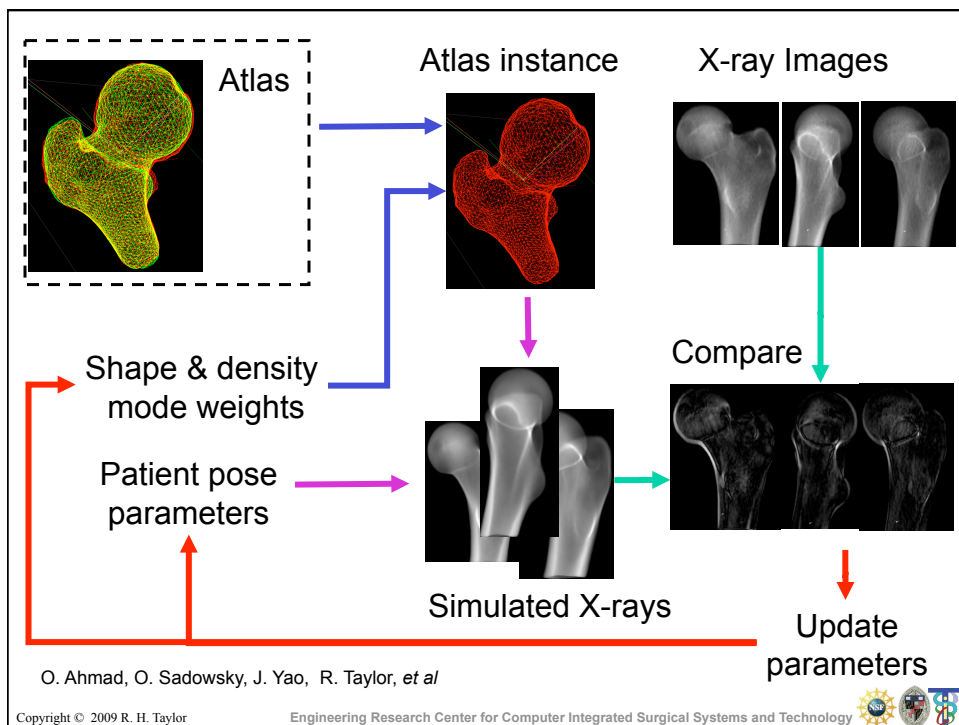 Atlas
Atlas instance
X-ray Images
Shape & density
mode weights
Compare
Patient pose
parameters
Simulated X-rays
Update
parameters
O. Ahmad, O. Sadowsky, J. Yao, R. Taylor, et al
Copyright © 2009 R. H. Taylor
Engineering Research Center for Computer Integrated Surgical Systems and Technology
NSF